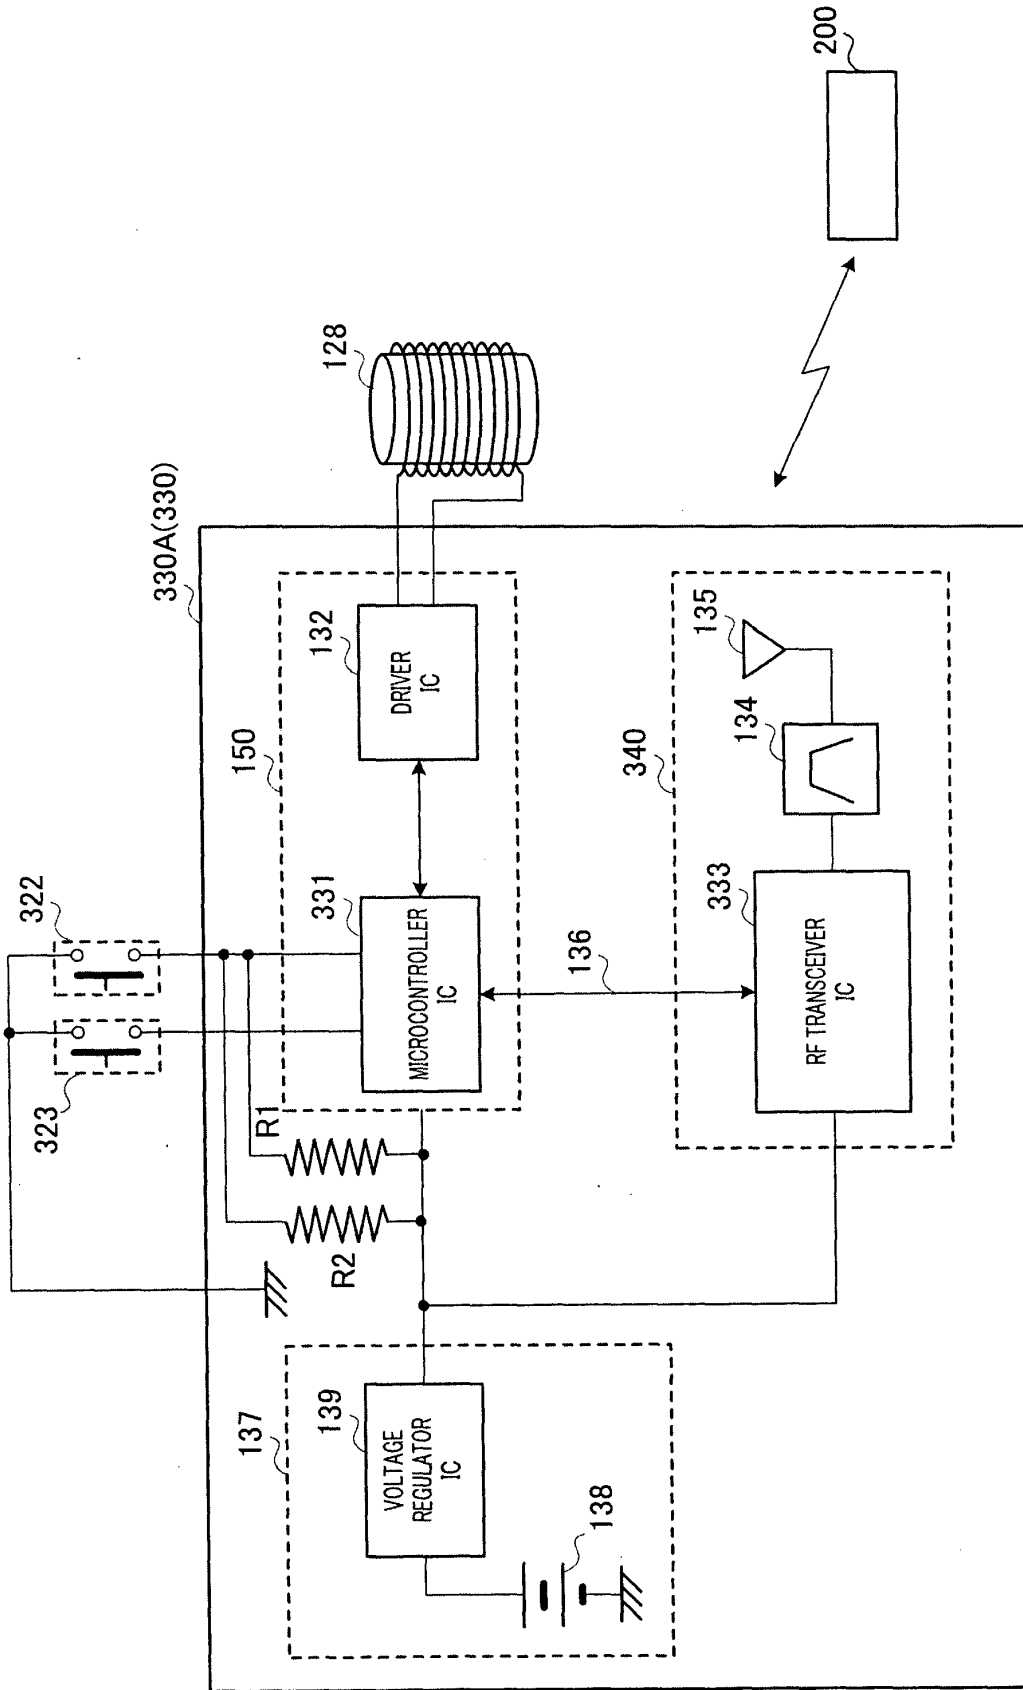 323
322
330A(330)
R1
R2
150
331
MICROCONTROLLER
IC
132
DRIVER
IC
128
137
139
VOLTAGE
REGULATOR
IC
138
136
340
333
RF TRANSCEIVER
IC
134
135
200